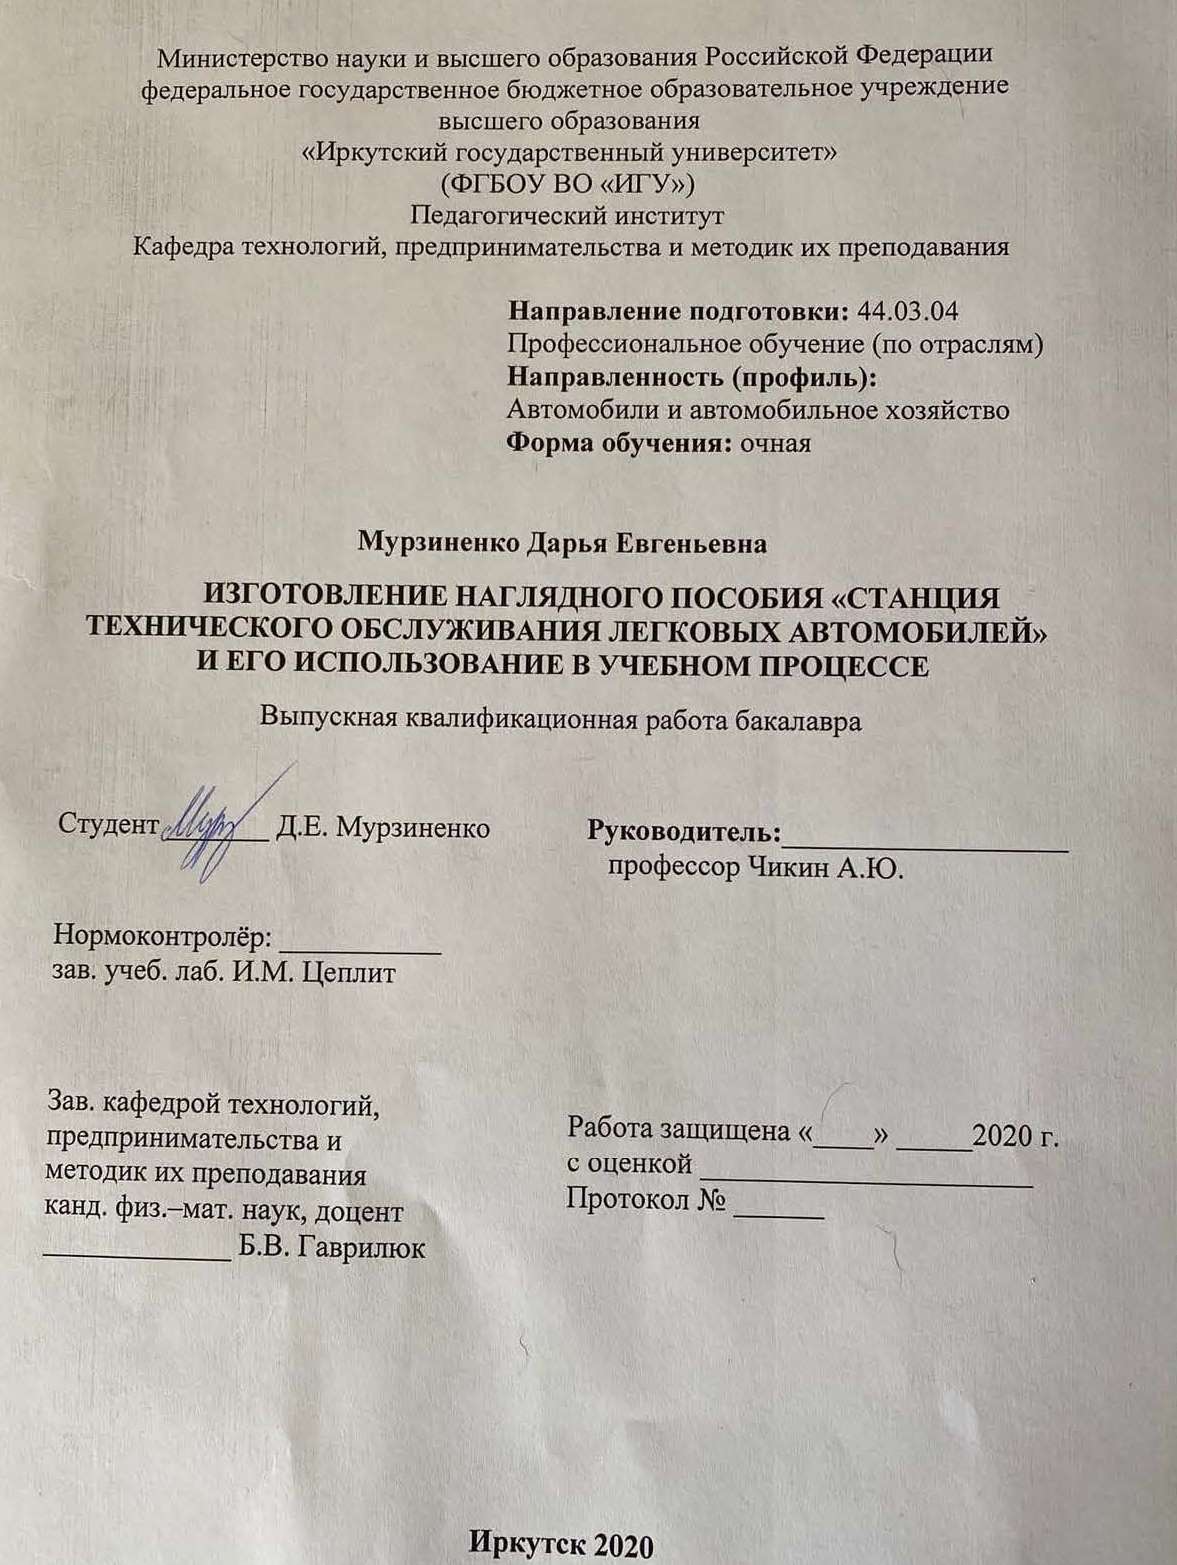 Министерство науки и высшего образования Российской Федерации
федеральное государственное бюджетное образовательное учреждение
высшего образования
«Иркутский государственный университет»
(ФГБОУ ВО «ИГУ»)
Педагогический институт
Кафедра технологий, предпринимательства и методик их преподавания
Направление подготовки: 44.03.04
Профессиональное обучение (по отраслям)
Направленность (профиль):
Автомобили и автомобильное хозяйство
Форма обучения: очная
Мурзиненко Дарья Евгеньевна
ИЗГОТОВЛЕНИЕ НАГЛЯДНОГО ПОСОБИЯ «СТАНЦИЯ
ТЕХНИЧЕСКОГО ОБСЛУЖИВАНИЯ ЛЕГКОВЫХ АВТОМОБИЛЕЙ»
И ЕГО ИСПОЛЬЗОВАНИЕ В УЧЕБНОМ ПРОЦЕССЕ
Выпускная квалификационная работа бакалавра
Студент ________ Д.Е. Мурзиненко
Руководитель:____________________
профессор Чикин А.Ю.
Нормоконтролёр: ___________
зав. учеб. лаб. И.М. Цеплит
Зав. кафедрой технологий,
предпринимательства и
методик их преподавания
канд. физ.–мат. наук, доцент
_____________ Б.В. Гаврилюк
Работа защищена «____» _____2020 г.
с оценкой _______________________
Протокол № ______
Иркутск 2020